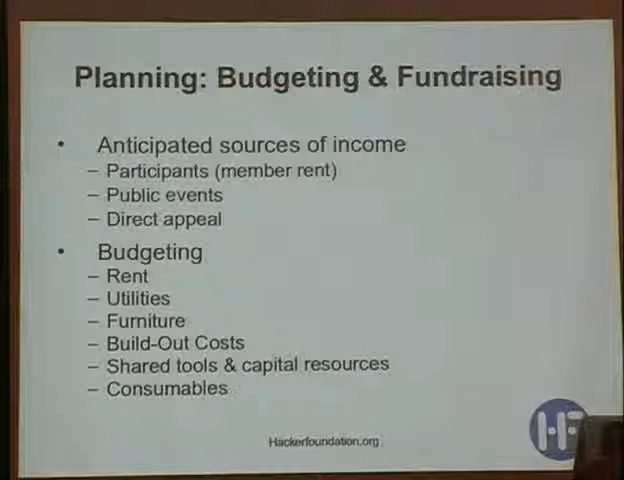 Planning: Budgeting & Fundraising
• Anticipated sources of income
– Participants (member rent)
– Public events
– Direct appeal
• Budgeting
– Rent
– Utilities
– Furniture
– Build-Out Costs
– Shared tools & capital resources
– Consumables
Hackerfoundation.org
HF